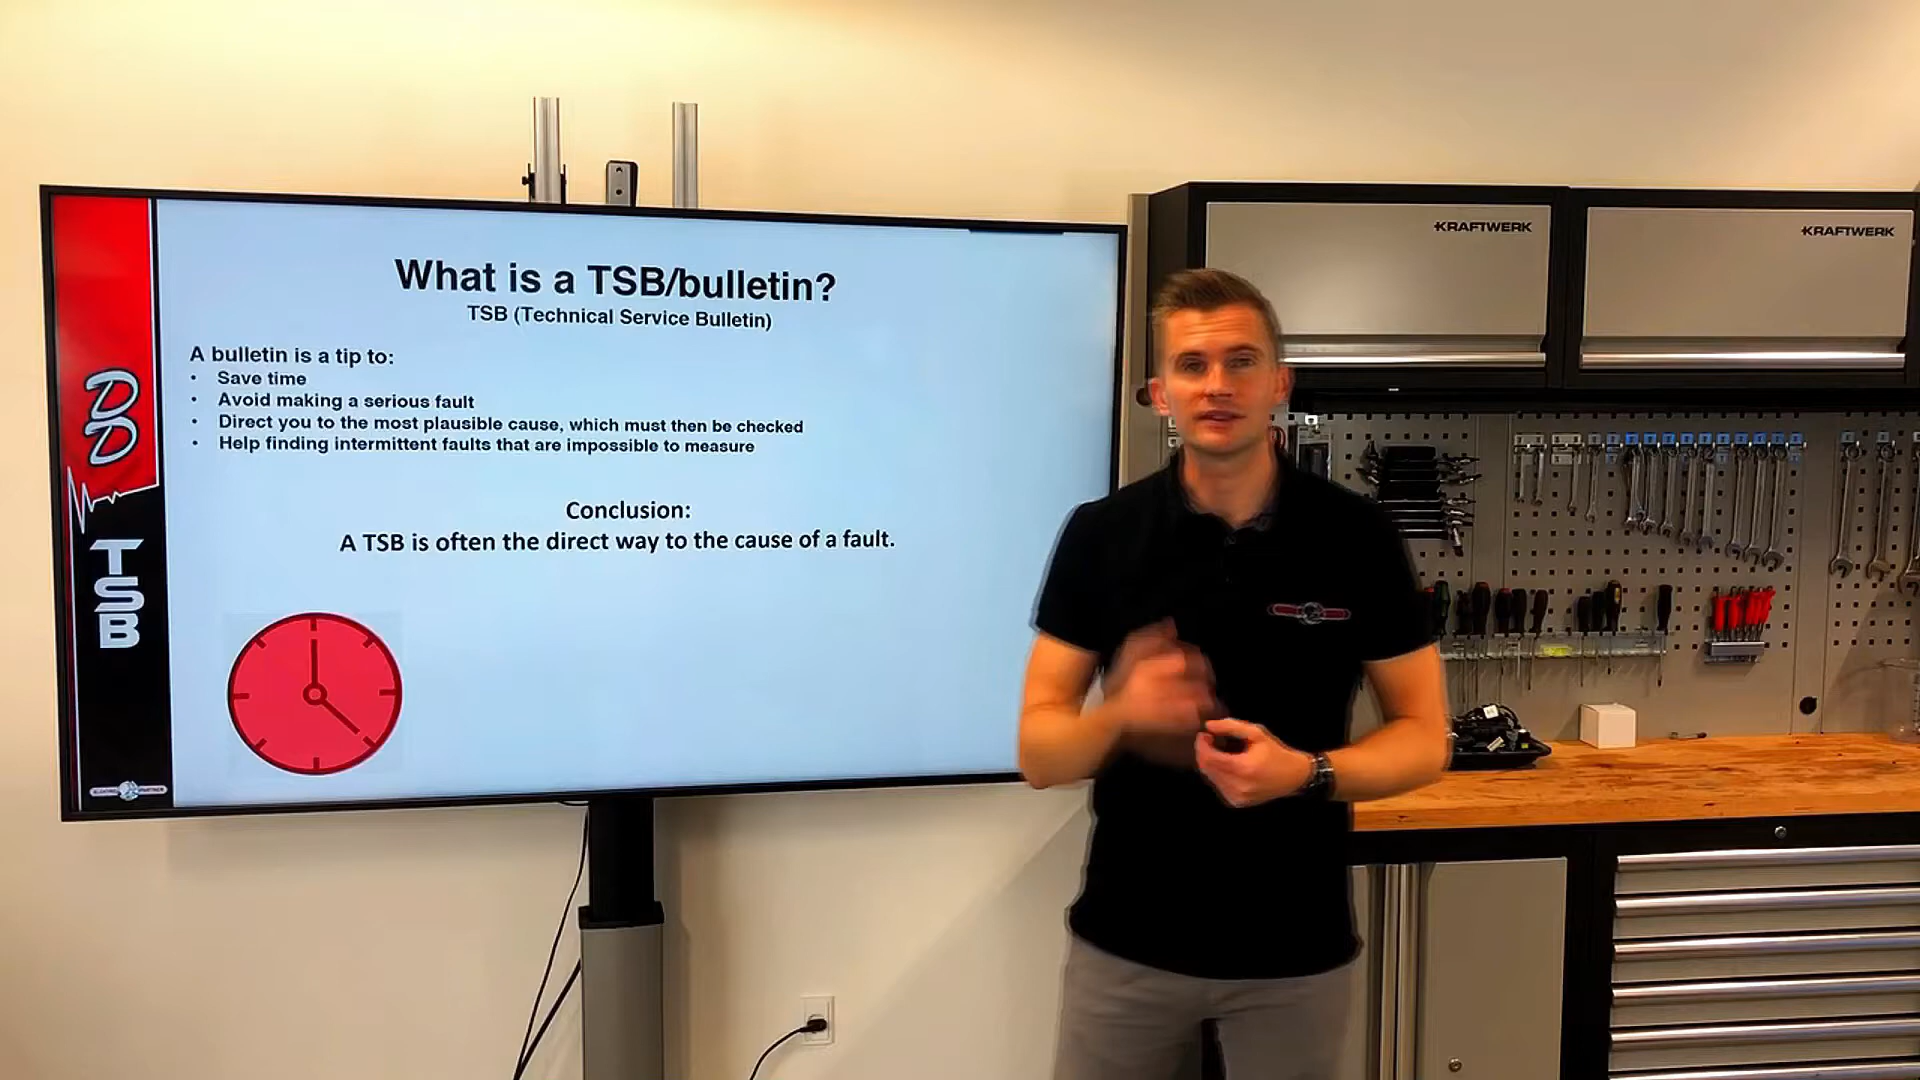 What is a TSB/bulletin?
TSB (Technical Service Bulletin)
A bulletin is a tip to:
• Save time
• Avoid making a serious fault
• Direct you to the most plausible cause, which must then be checked
• Help finding intermittent faults that are impossible to measure
Conclusion:
A TSB is often the direct way to the cause of a fault.
DD
TSB
KRAFTWERK
KRAFTWERK